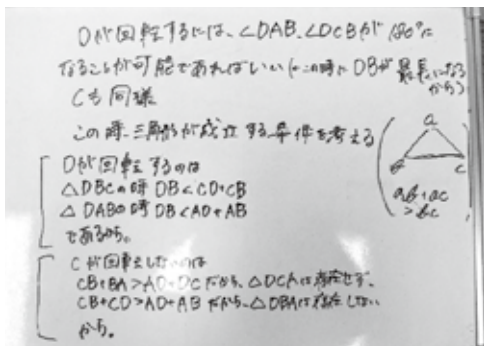 Dが回転するには、∠DAB、∠DCBが180°に
なることが可能であればいい(←この時にDBが最長になるから)
Cも同様
この時、三角形が成立する条件を考える
a
B
c
ab+ac
>bc
Dが回転するのは
△DBCの時 DB<CD+CB
△DABの時 DB<AD+AB
であるから。
Cが回転しないのは
CB+BA>AD+DCだから、△DCAは存在せず、
CB+CD>AD+ABだから、△DBAは存在しない
から。